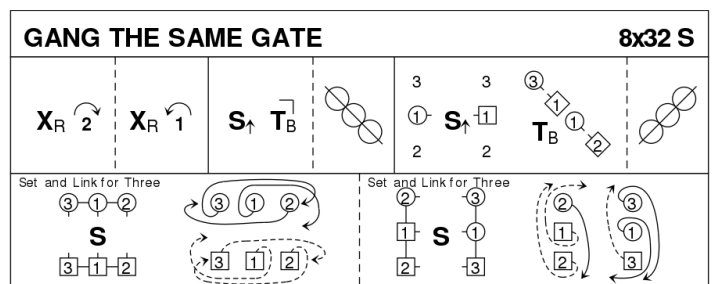 GANG THE SAME GATE 8x32 S
XR 2 XR 1 S↑ TB
3 3
1 S↑ 1
2 2
3 1 1 2
TB
Set and Link for Three
3 1 2
S
3 1 2
3 1 2
3 1 2
Set and Link for Three
2 3
1 S 1
2 3
2 3
1 1
2 3